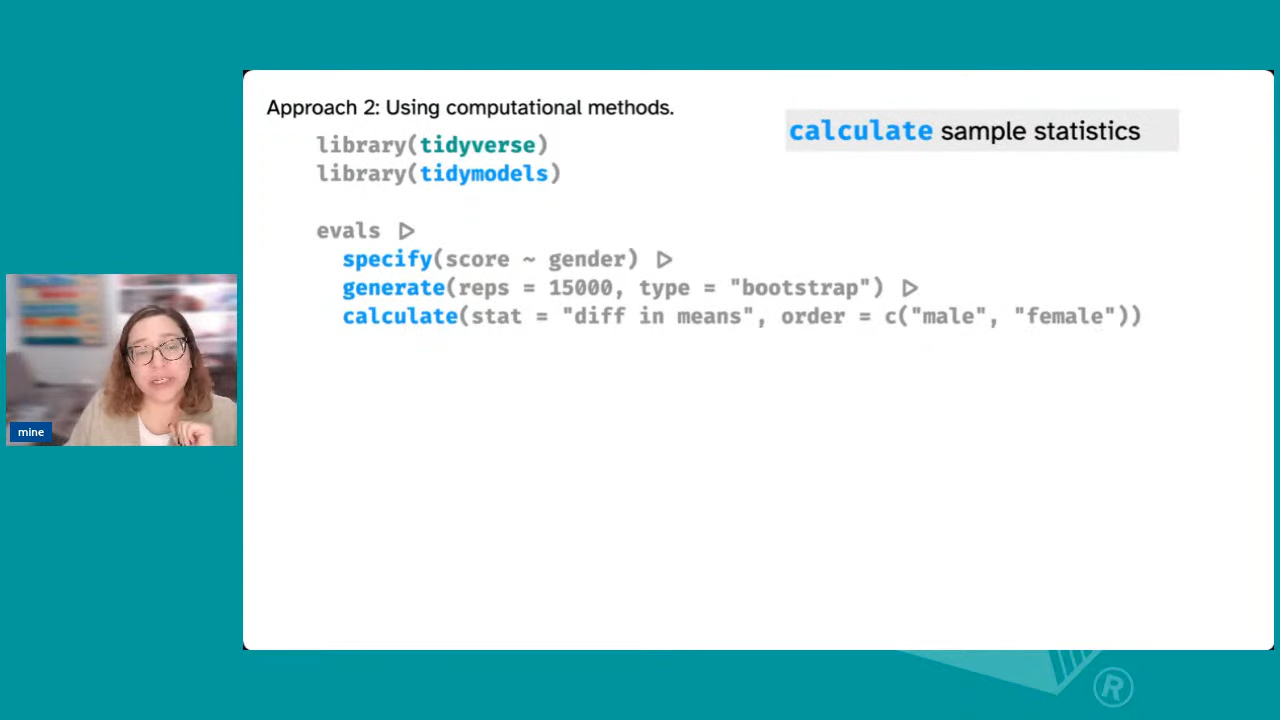 Approach 2: Using computational methods.
calculate sample statistics
library(tidyverse)
library(tidymodels)
evals |>
specify(score ~ gender) |>
generate(reps = 15000, type = "bootstrap") |>
calculate(stat = "diff in means", order = c("male", "female"))
mine
®